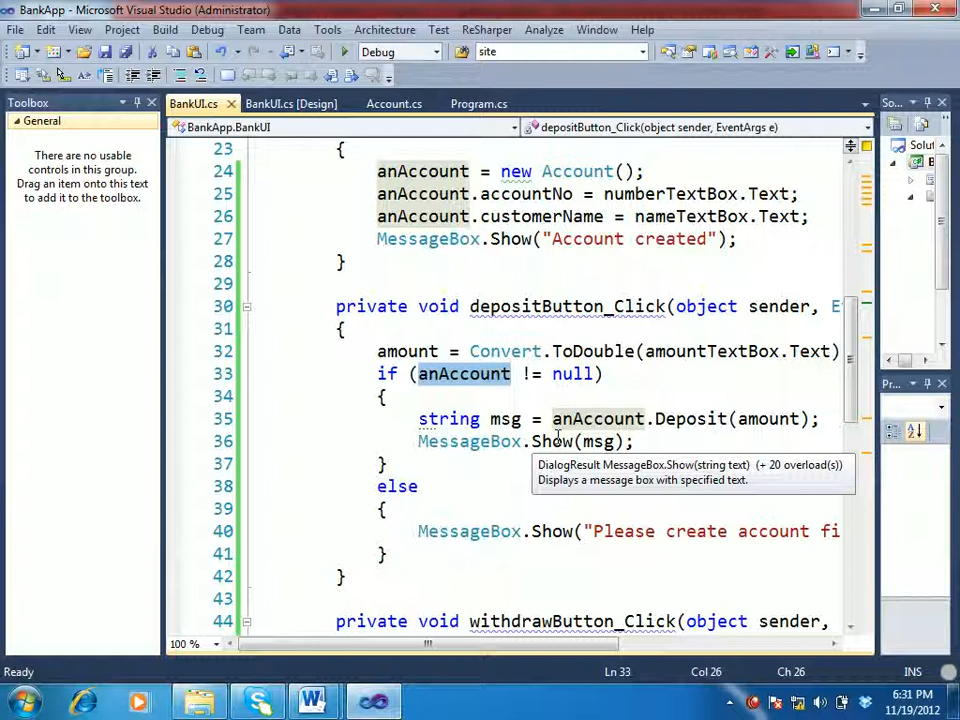 BankApp - Microsoft Visual Studio (Administrator)
File Edit View Project Build Debug Team Data Tools Architecture Test ReSharper Analyze Window Help
Debug site
Toolbox
BankUI.cs BankUI.cs [Design] Account.cs Program.cs
So...
General
BankApp.BankUI depositButton_Click(object sender, EventArgs e)
There are no usable
controls in this group.
Drag an item onto this text
to add it to the toolbox.
Solut
B
23 {
24 anAccount = new Account();
25 anAccount.accountNo = numberTextBox.Text;
26 anAccount.customerName = nameTextBox.Text;
27 MessageBox.Show("Account created");
28 }
29
30 private void depositButton_Click(object sender, E
31 {
32 amount = Convert.ToDouble(amountTextBox.Text)
33 if (anAccount != null)
34 {
35 string msg = anAccount.Deposit(amount);
36 MessageBox.Show(msg);
DialogResult MessageBox.Show(string text) (+ 20 overload(s))
Displays a message box with specified text.
37 }
38 else
39 {
40 MessageBox.Show("Please create account fi
41 }
42 }
43
44 private void withdrawButton_Click(object sender,
Pr...
100 %
Ready Ln 33 Col 26 Ch 26 INS
6:31 PM
11/19/2012